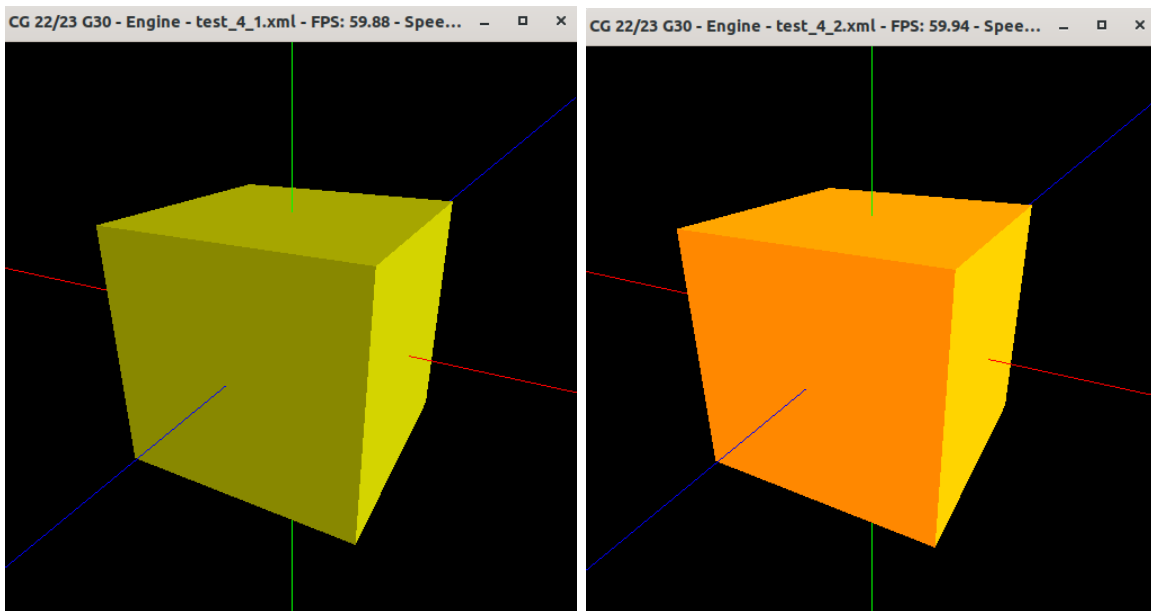 CG 22/23 G30 - Engine - test_4_1.xml - FPS: 59.88 - Spee...
CG 22/23 G30 - Engine - test_4_2.xml - FPS: 59.94 - Spee...